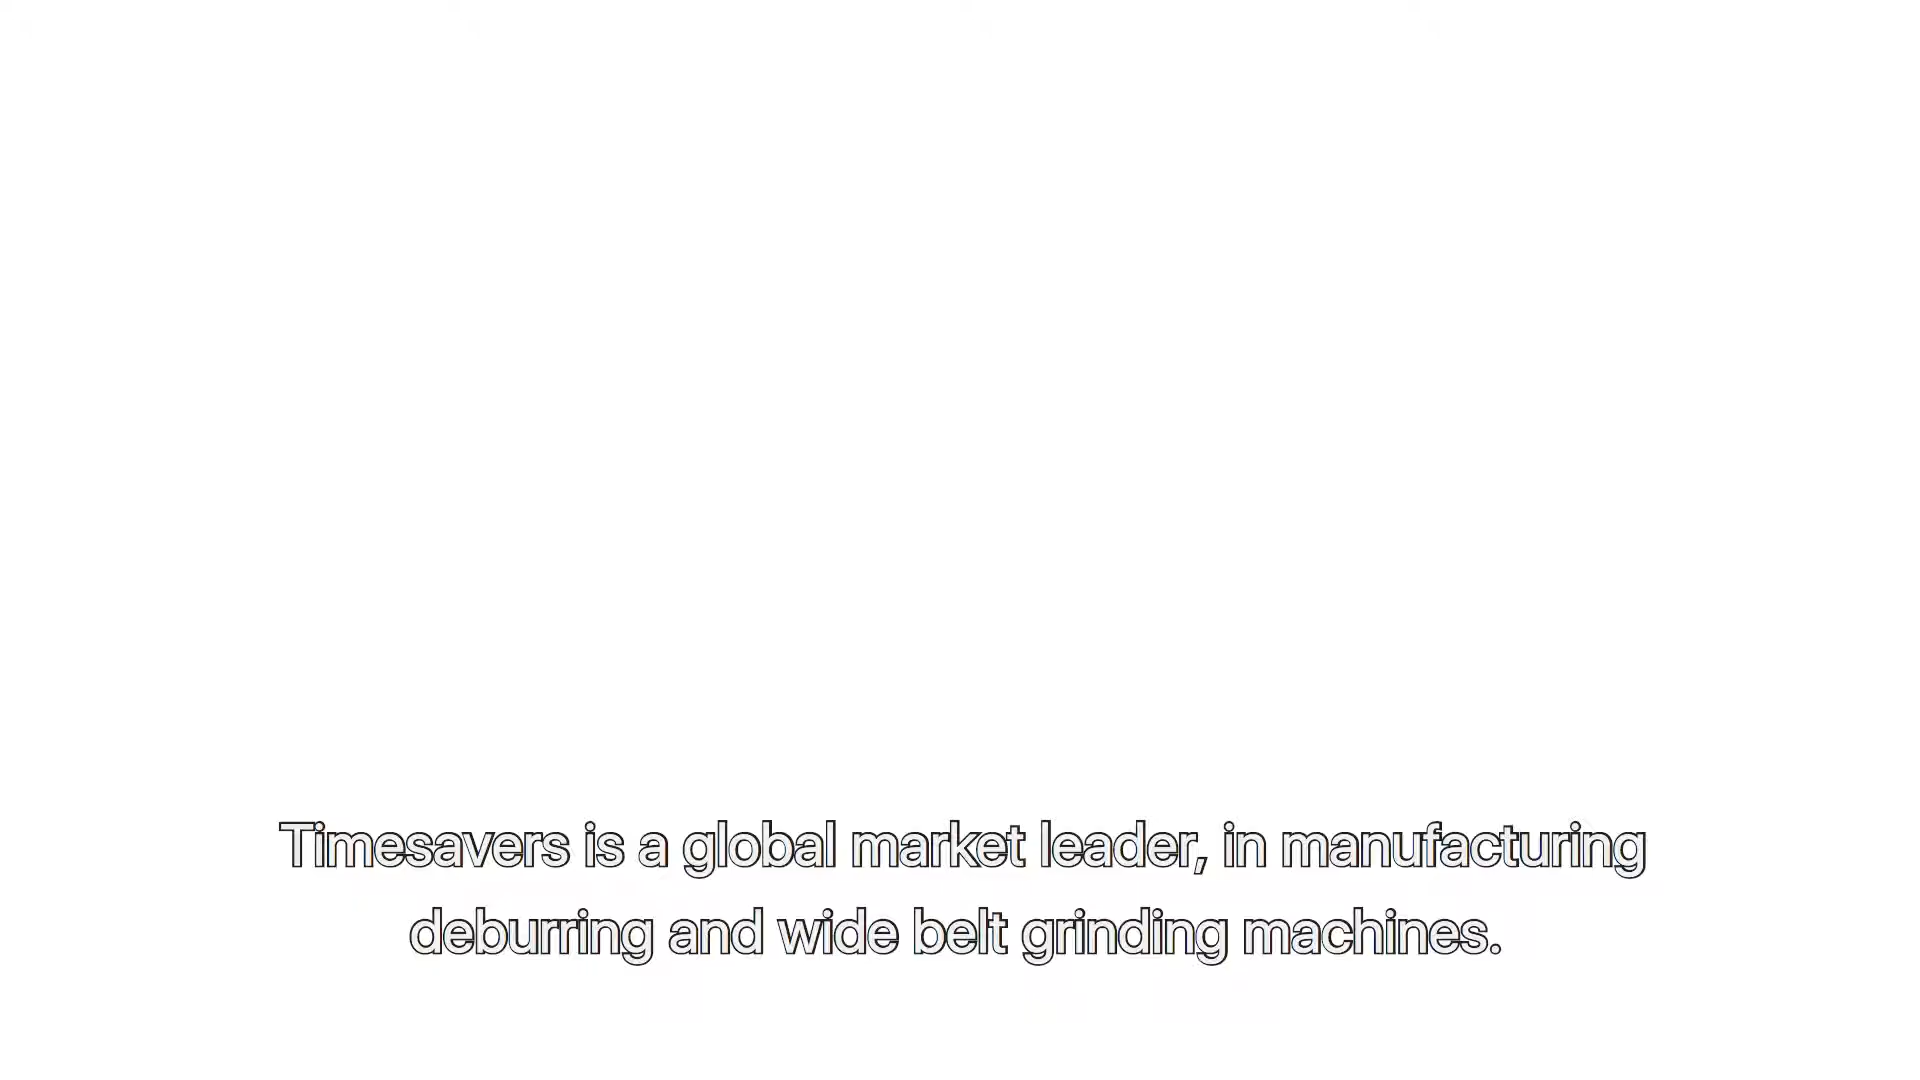 Timesavers is a global market leader, in manufacturing
deburring and wide belt grinding machines.